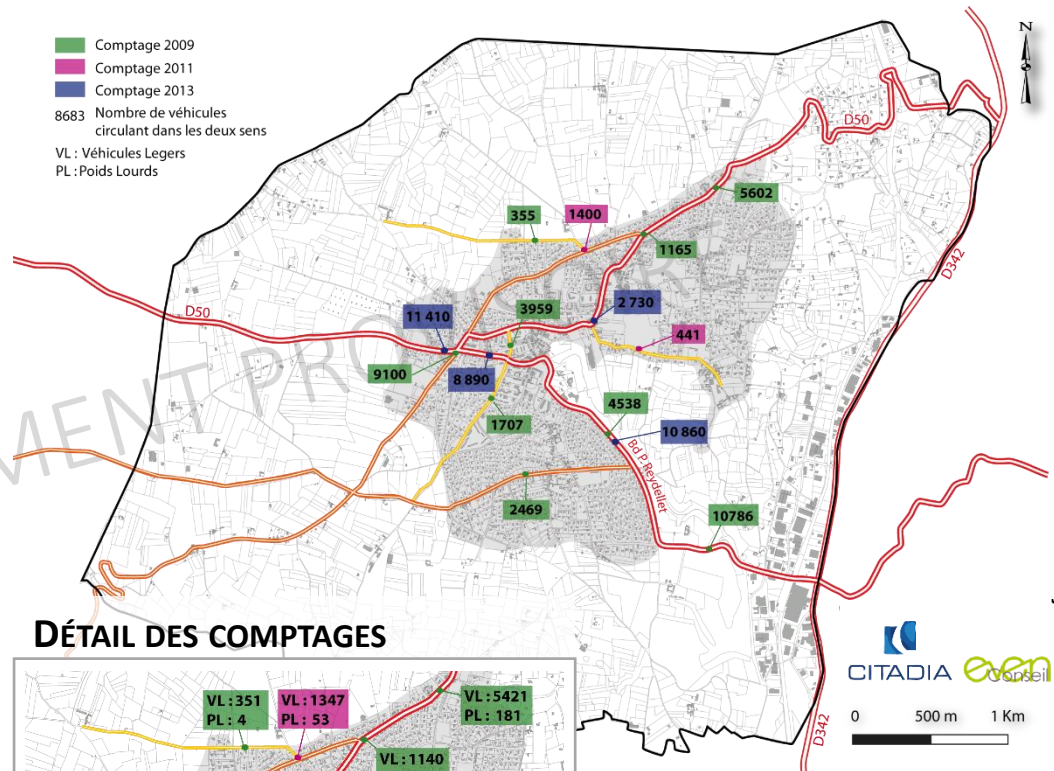 Comptage 2009
Comptage 2011
Comptage 2013
8683 Nombre de véhicules
circulant dans les deux sens
VL : Véhicules Legers
PL : Poids Lourds
N
D50
5602
355
1400
1165
D342
D50
11 410
3959
2 730
441
9100
8 890
1707
4538
10 860
Bd P. Reydellet
2469
10786
DÉTAIL DES COMPTAGES
VL : 351
PL : 4
VL : 1347
PL : 53
VL : 5421
PL : 181
VL : 1140
CITADIA
even
Conseil
0 500 m 1 Km
D342